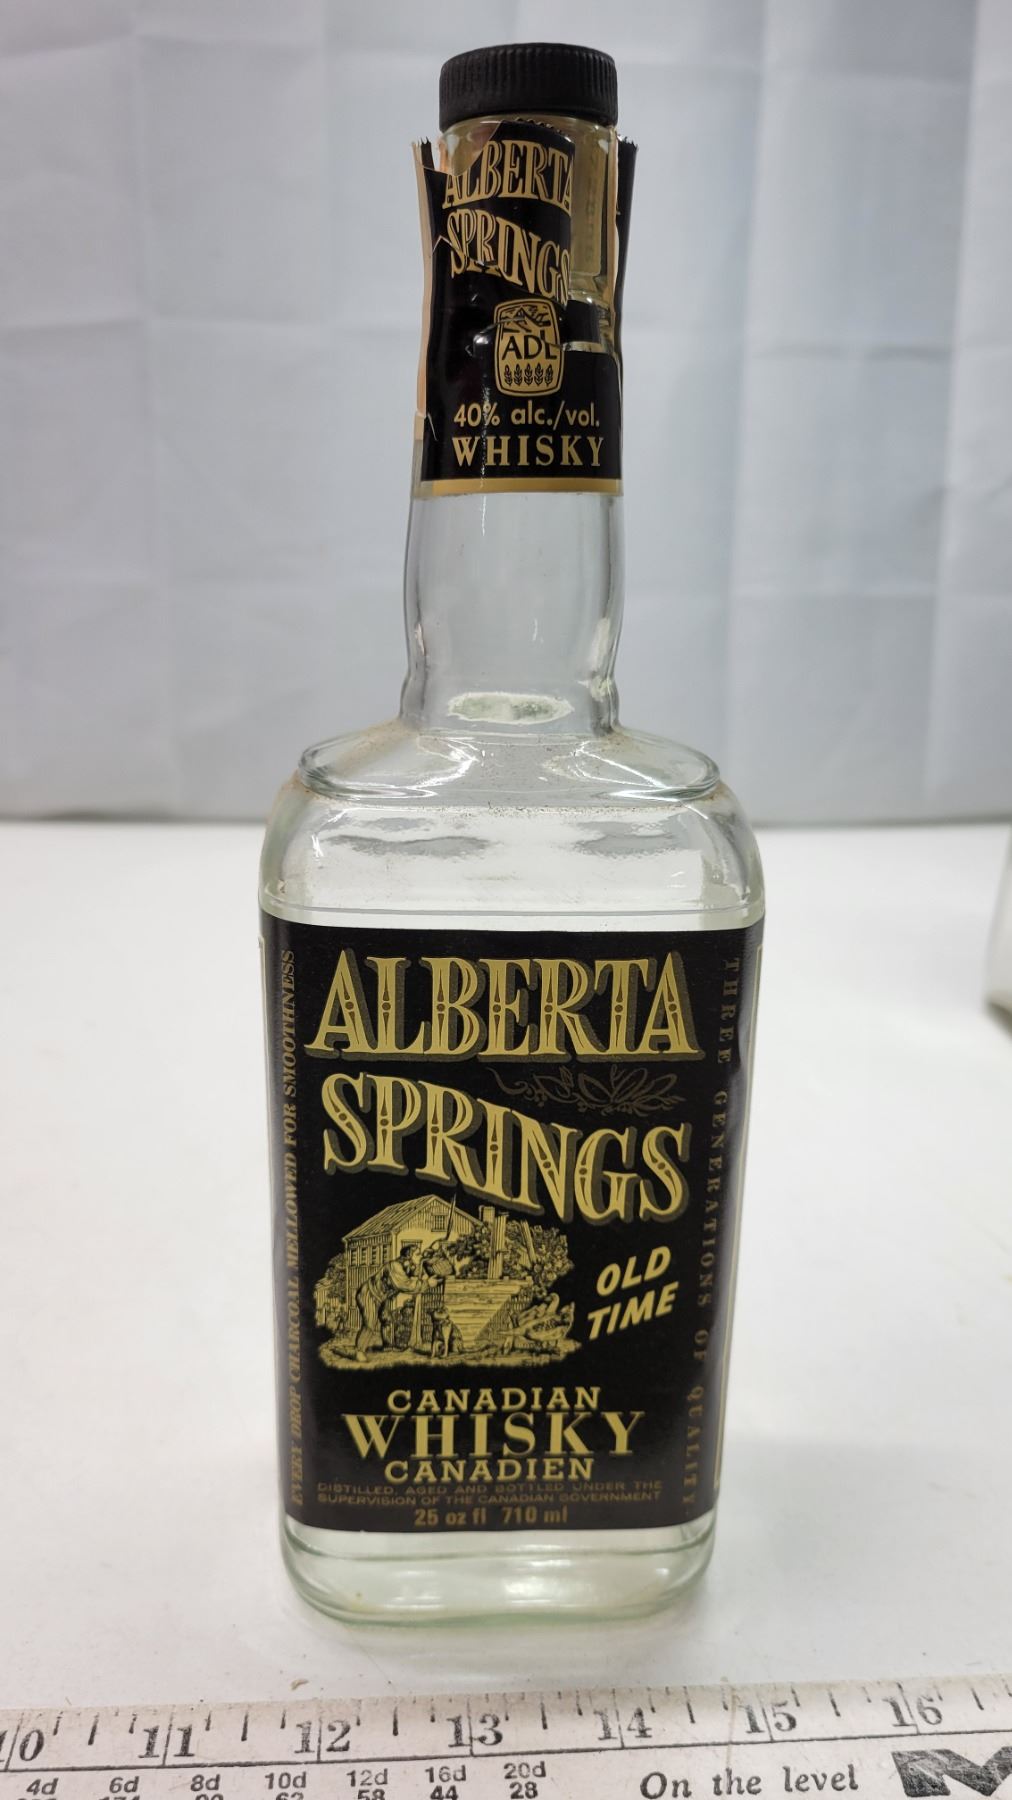 ALBERTA
SPRINGS
ADL
40% alc./vol.
WHISKY
EVERY DROP CHARCOAL MELLOWED FOR SMOOTHNESS
THREE GENERATIONS OF QUALITY
ALBERTA
SPRINGS
OLD
TIME
CANADIAN
WHISKY
CANADIEN
DISTILLED, AGED AND BOTTLED UNDER THE
SUPERVISION OF THE CANADIAN GOVERNMENT
25 oz fl 710 ml
10 11 12 13 14 15 16
4d 6d 8d 10d 12d 16d 20d
62 58 44 28
On the level